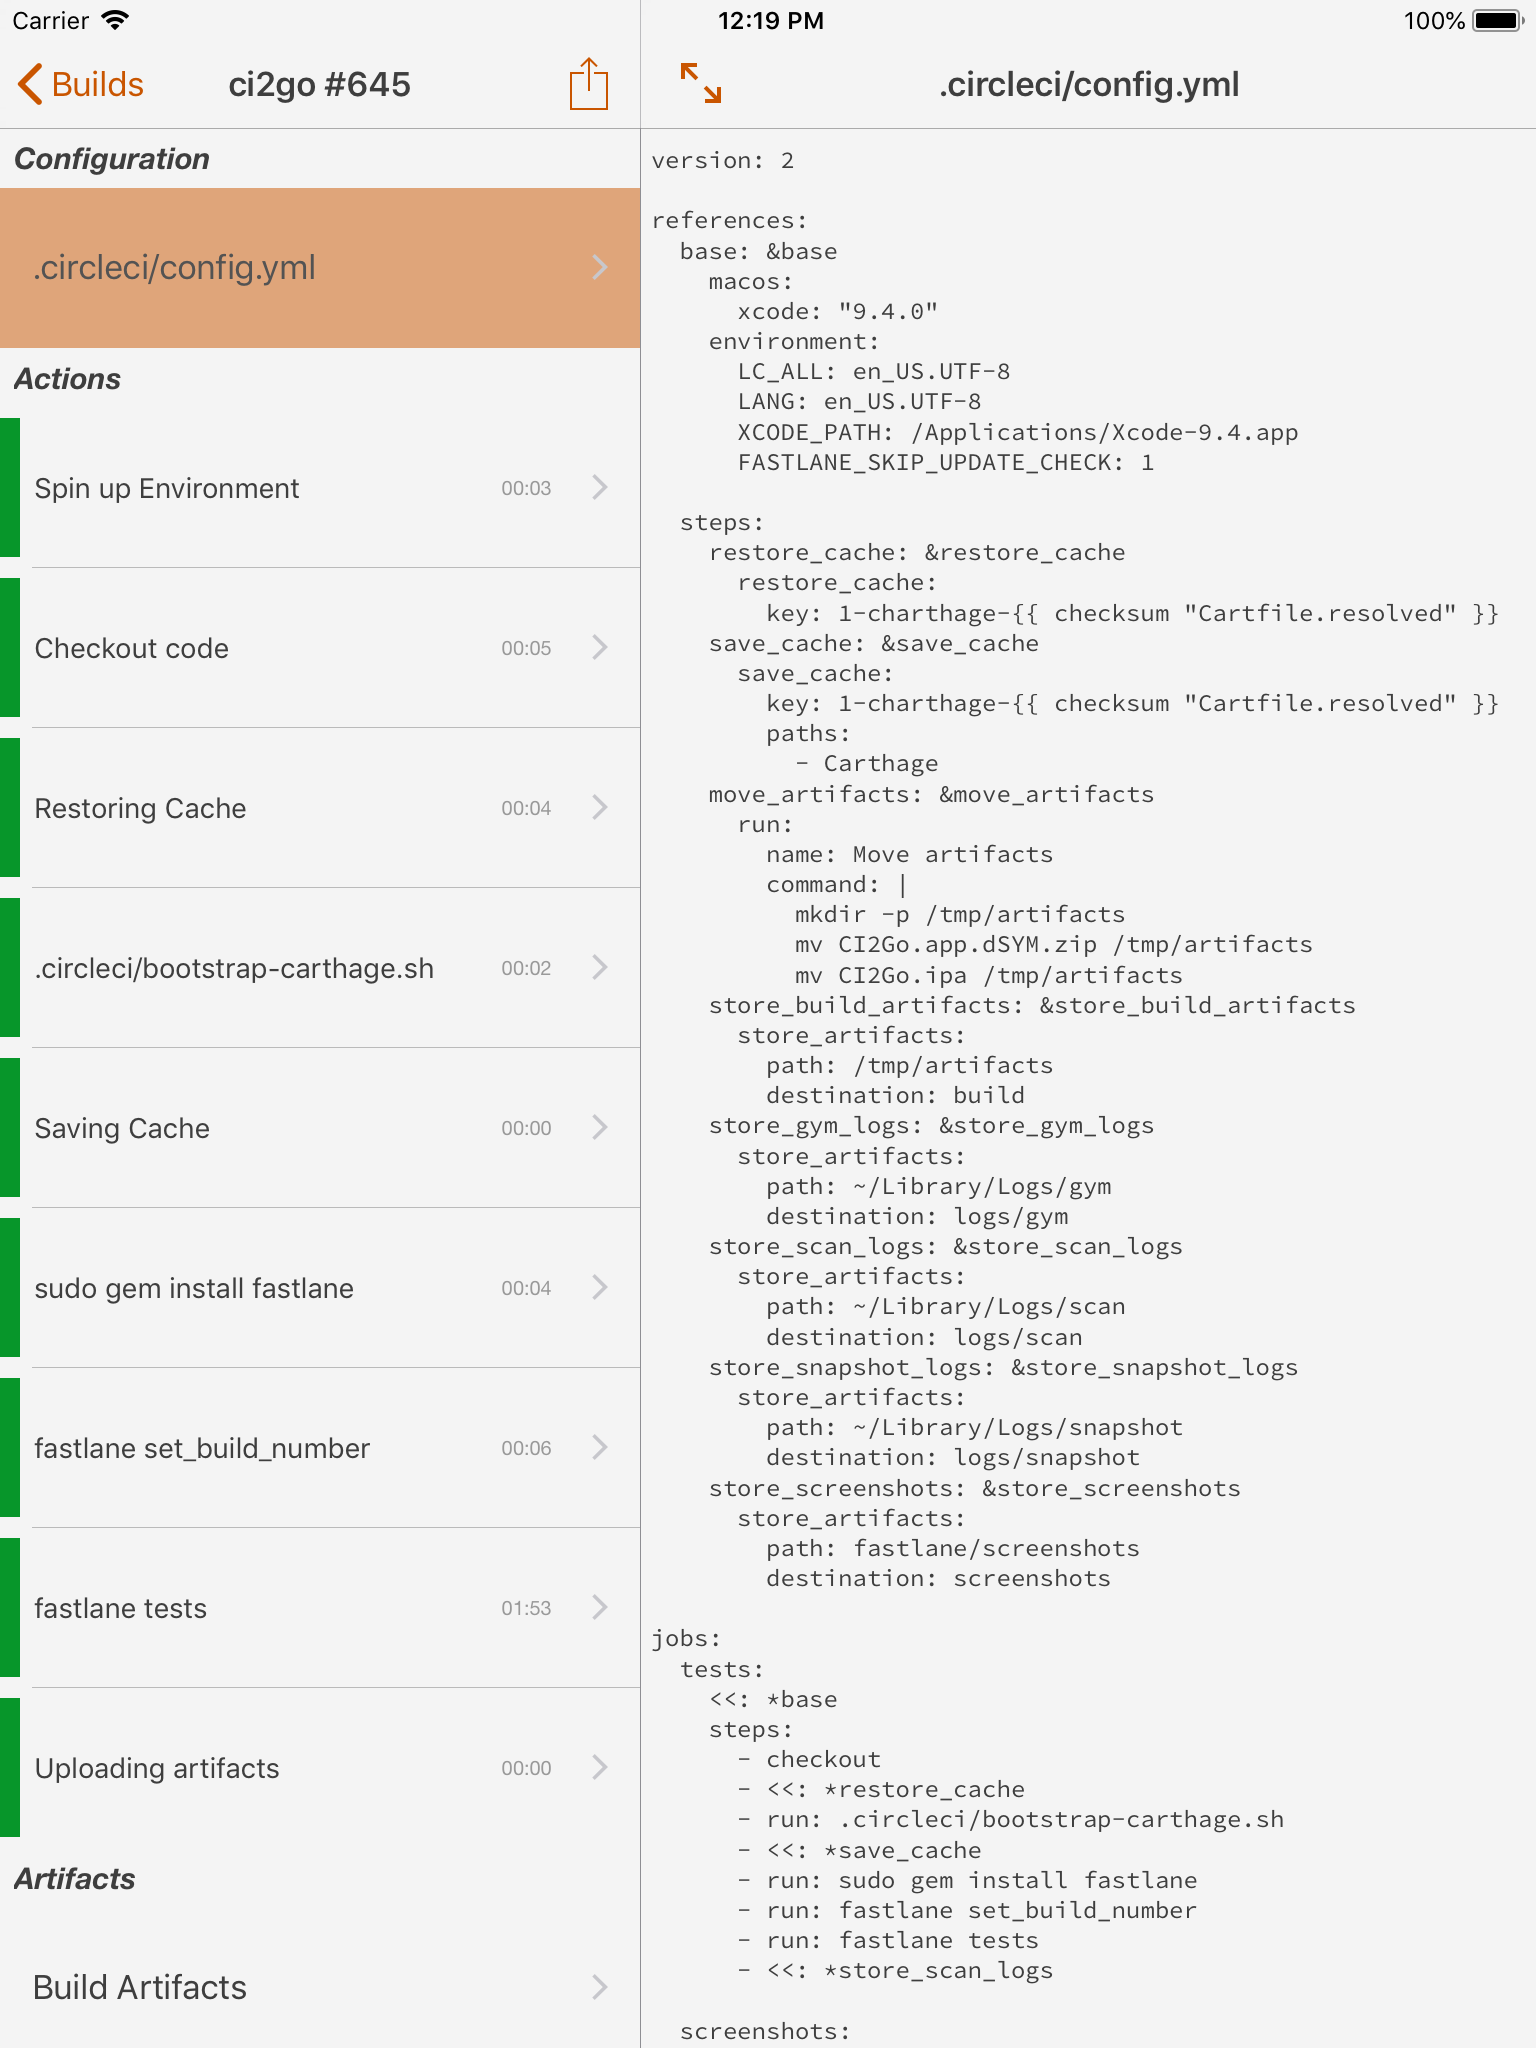 Carrier
12:19 PM
100%
Builds
ci2go #645
Configuration
.circleci/config.yml
Actions
Spin up Environment 00:03
Checkout code 00:05
Restoring Cache 00:04
.circleci/bootstrap-carthage.sh 00:02
Saving Cache 00:00
sudo gem install fastlane 00:04
fastlane set_build_number 00:06
fastlane tests 01:53
Uploading artifacts 00:00
Artifacts
Build Artifacts
.circleci/config.yml
version: 2

references:
  base: &base
    macos:
      xcode: "9.4.0"
    environment:
      LC_ALL: en_US.UTF-8
      LANG: en_US.UTF-8
      XCODE_PATH: /Applications/Xcode-9.4.app
      FASTLANE_SKIP_UPDATE_CHECK: 1

  steps:
    restore_cache: &restore_cache
      restore_cache:
        key: 1-charthage-{{ checksum "Cartfile.resolved" }}
    save_cache: &save_cache
      save_cache:
        key: 1-charthage-{{ checksum "Cartfile.resolved" }}
        paths:
          - Carthage
    move_artifacts: &move_artifacts
      run:
        name: Move artifacts
        command: |
          mkdir -p /tmp/artifacts
          mv CI2Go.app.dSYM.zip /tmp/artifacts
          mv CI2Go.ipa /tmp/artifacts
    store_build_artifacts: &store_build_artifacts
      store_artifacts:
        path: /tmp/artifacts
        destination: build
    store_gym_logs: &store_gym_logs
      store_artifacts:
        path: ~/Library/Logs/gym
        destination: logs/gym
    store_scan_logs: &store_scan_logs
      store_artifacts:
        path: ~/Library/Logs/scan
        destination: logs/scan
    store_snapshot_logs: &store_snapshot_logs
      store_artifacts:
        path: ~/Library/Logs/snapshot
        destination: logs/snapshot
    store_screenshots: &store_screenshots
      store_artifacts:
        path: fastlane/screenshots
        destination: screenshots

jobs:
  tests:
    <<: *base
    steps:
      - checkout
      - <<: *restore_cache
      - run: .circleci/bootstrap-carthage.sh
      - <<: *save_cache
      - run: sudo gem install fastlane
      - run: fastlane set_build_number
      - run: fastlane tests
      - <<: *store_scan_logs

  screenshots: